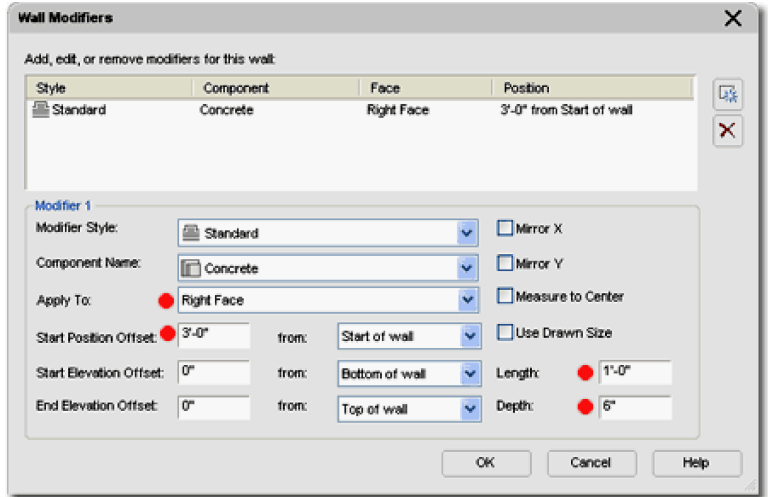 Wall Modifiers
Add, edit, or remove modifiers for this wall:
Style Component Face Position
Standard Concrete Right Face 3'-0" from Start of wall
Modifier 1
Modifier Style: Standard Mirror X
Component Name: Concrete Mirror Y
Apply To: Right Face Measure to Center
Start Position Offset: 3'-0" from: Start of wall Use Drawn Size
Start Elevation Offset: 0" from: Bottom of wall Length: 1'-0"
End Elevation Offset: 0" from: Top of wall Depth: 6"
OK Cancel Help